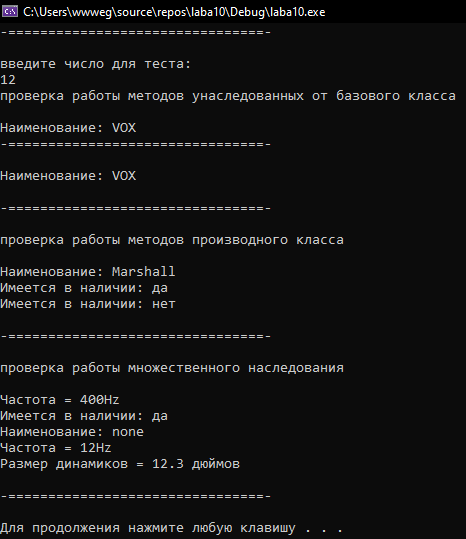 C:\Users\wwweg\source\repos\laba10\Debug\laba10.exe
-================================-
введите число для теста:
12
проверка работы методов унаследованных от базового класса
Наименование: VOX
-================================-
Наименование: VOX
-================================-
проверка работы методов производного класса
Наименование: Marshall
Имеется в наличии: да
Имеется в наличии: нет
-================================-
проверка работы множественного наследования
Частота = 400Hz
Имеется в наличии: да
Наименование: none
Частота = 12Hz
Размер динамиков = 12.3 дюймов
-================================-
Для продолжения нажмите любую клавишу . . .